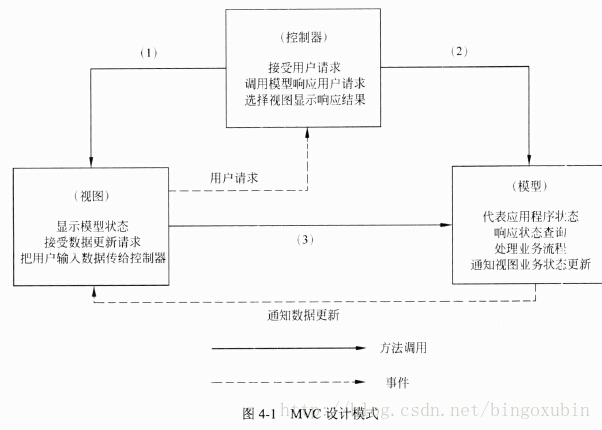 (控制器)
接受用户请求
调用模型响应用户请求
选择视图显示响应结果
(1)
(2)
用户请求
(视图)
显示模型状态
接受数据更新请求
把用户输入数据传给控制器
(3)
(模型)
代表应用程序状态
响应状态查询
处理业务流程
通知视图业务状态更新
通知数据更新
方法调用
事件
http://blog.csdn.net/bingoxubin
图 4-1 MVC 设计模式